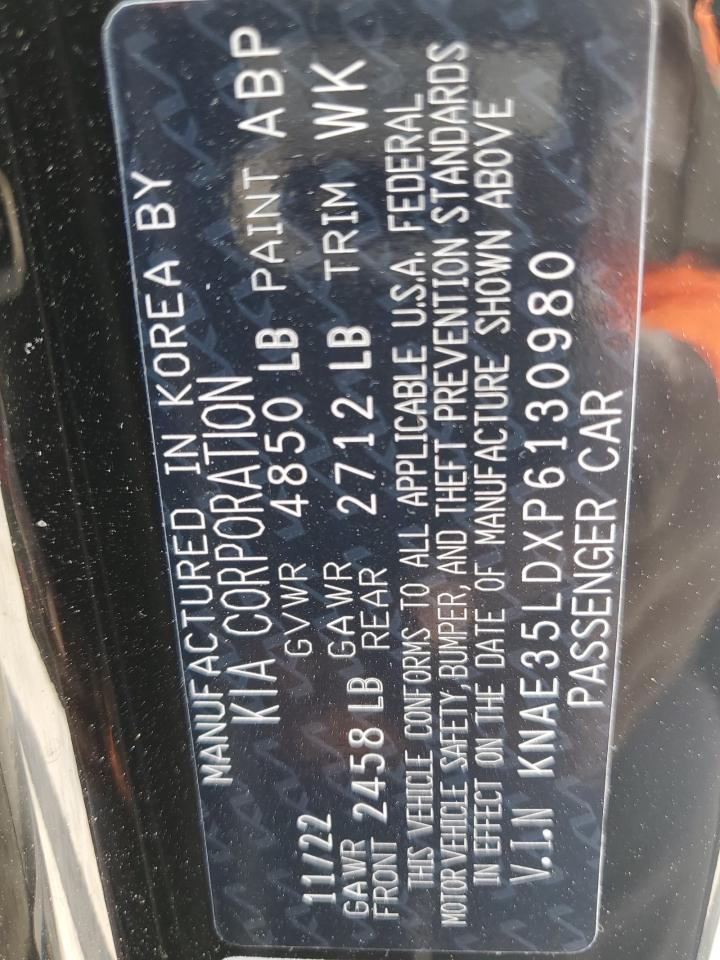 MANUFACTURED IN KOREA BY
KIA CORPORATION
11/22 GVWR 4850 LB PAINT ABP
GAWR FRONT 2458 LB GAWR REAR 2712 LB TRIM WK
THIS VEHICLE CONFORMS TO ALL APPLICABLE U.S.A. FEDERAL
MOTOR VEHICLE SAFETY, BUMPER, AND THEFT PREVENTION STANDARDS
IN EFFECT ON THE DATE OF MANUFACTURE SHOWN ABOVE
V.I.N KNAE35LDXP6130980
PASSENGER CAR